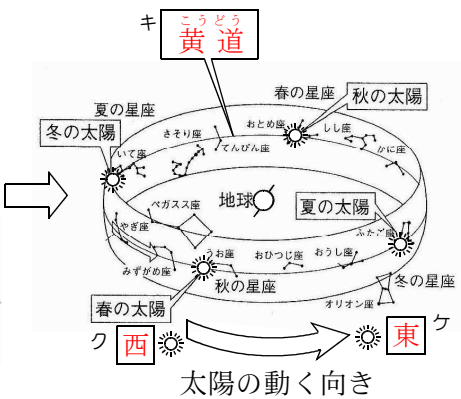 キ
こうどう
黄道
春の星座
秋の太陽
夏の星座
冬の太陽
さそり座
おとめ座
しし座
いて座
てんびん座
かに座
ペガスス座
地球
夏の太陽
やぎ座
ふたご座
みずがめ座
うお座
おひつじ座
おうし座
秋の星座
冬の星座
春の太陽
オリオン座
ク
西
東
ケ
太陽の動く向き